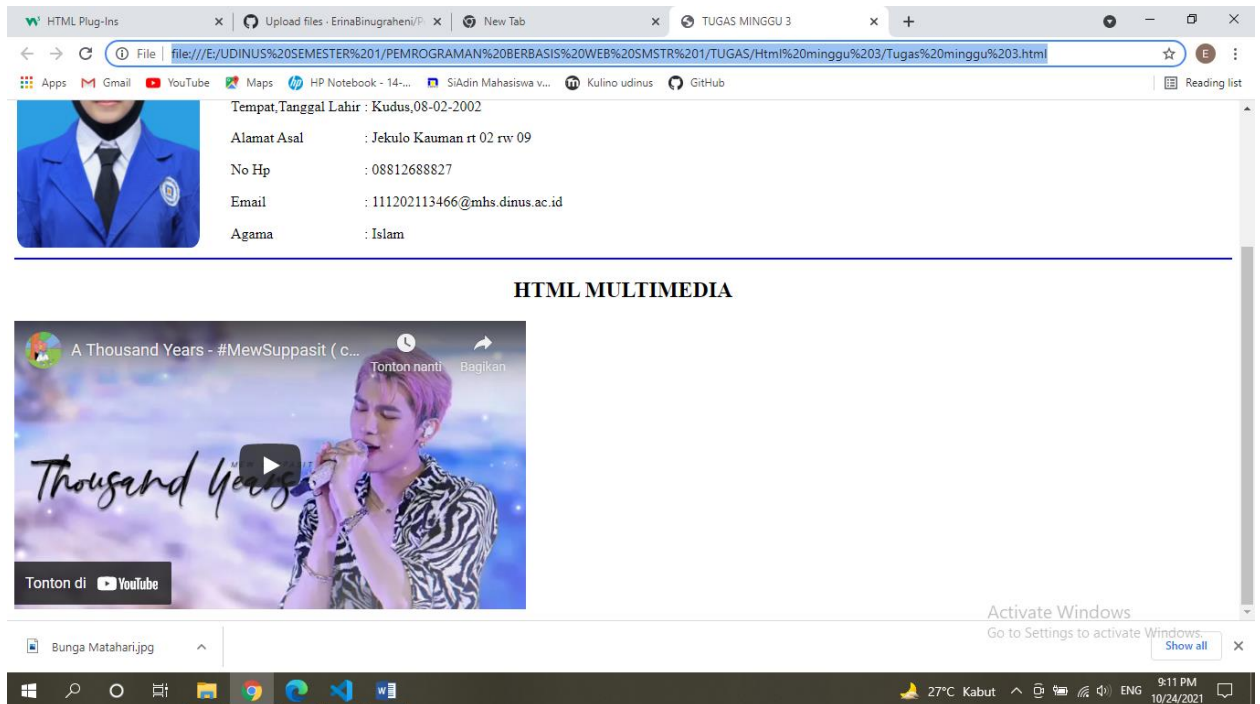 HTML Plug-Ins
Upload files · ErinaBinugraheni/P
New Tab
TUGAS MINGGU 3
File file:///E:/UDINUS%20SEMESTER%201/PEMROGRAMAN%20BERBASIS%20WEB%20SMSTR%201/TUGAS/Html%20minggu%203/Tugas%20minggu%203.html
E
Apps Gmail YouTube Maps HP Notebook - 14-... SiAdin Mahasiswa v... Kulino udinus GitHub Reading list
Tempat,Tanggal Lahir : Kudus,08-02-2002
Alamat Asal : Jekulo Kauman rt 02 rw 09
No Hp : 08812688827
Email : 111202113466@mhs.dinus.ac.id
Agama : Islam
HTML MULTIMEDIA
A Thousand Years - #MewSuppasit ( c...
Tonton nanti
Bagikan
Thousand Years
Tonton di YouTube
Activate Windows
Go to Settings to activate Windows.
Bunga Matahari.jpg
Show all
27°C Kabut
ENG
9:11 PM
10/24/2021